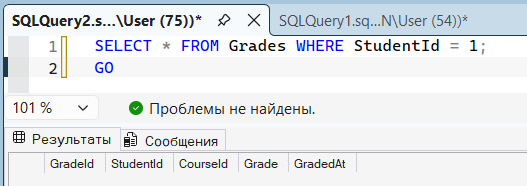 SQLQuery2.s...\User (75))*
SQLQuery1.sq...N\User (54))*
1 SELECT * FROM Grades WHERE StudentId = 1;
2 GO
101 %
Проблемы не найдены.
Результаты
Сообщения
GradeId StudentId CourseId Grade GradedAt